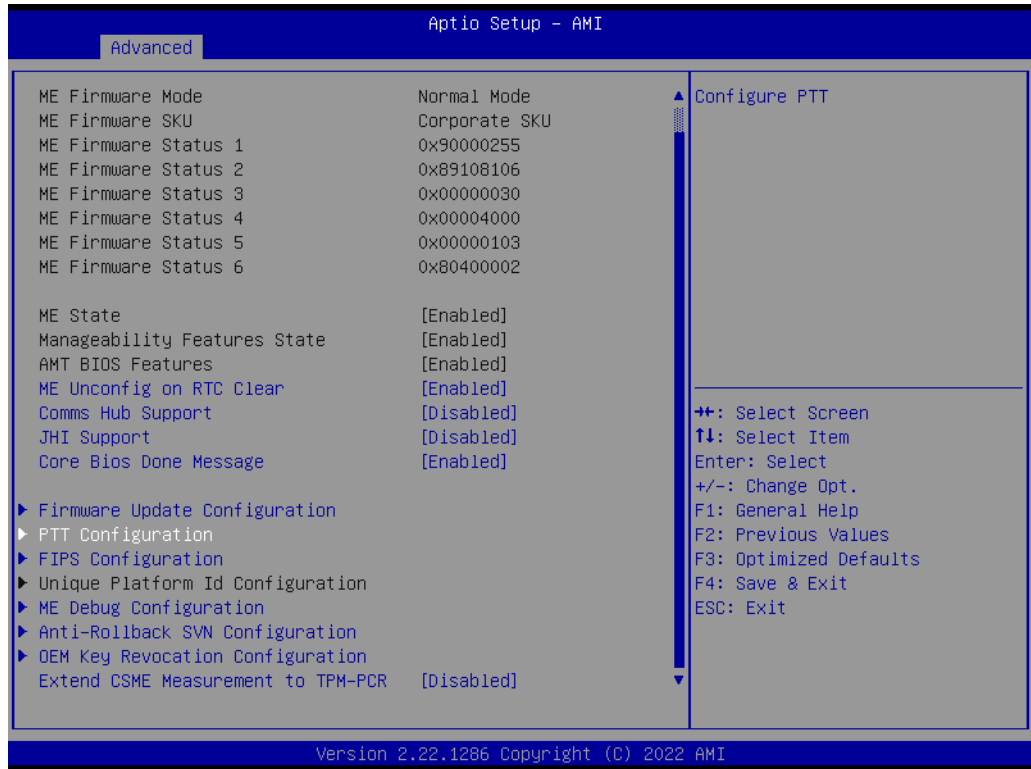 Aptio Setup – AMI
Advanced
ME Firmware Mode Normal Mode
ME Firmware SKU Corporate SKU
ME Firmware Status 1 0x90000255
ME Firmware Status 2 0x89108106
ME Firmware Status 3 0x00000030
ME Firmware Status 4 0x00004000
ME Firmware Status 5 0x00000103
ME Firmware Status 6 0x80400002
ME State [Enabled]
Manageability Features State [Enabled]
AMT BIOS Features [Enabled]
ME Unconfig on RTC Clear [Enabled]
Comms Hub Support [Disabled]
JHI Support [Disabled]
Core Bios Done Message [Enabled]
Firmware Update Configuration
PTT Configuration
FIPS Configuration
Unique Platform Id Configuration
ME Debug Configuration
Anti-Rollback SVN Configuration
OEM Key Revocation Configuration
Extend CSME Measurement to TPM-PCR [Disabled]
Configure PTT
→←: Select Screen
↑↓: Select Item
Enter: Select
+/-: Change Opt.
F1: General Help
F2: Previous Values
F3: Optimized Defaults
F4: Save & Exit
ESC: Exit
Version 2.22.1286 Copyright (C) 2022 AMI